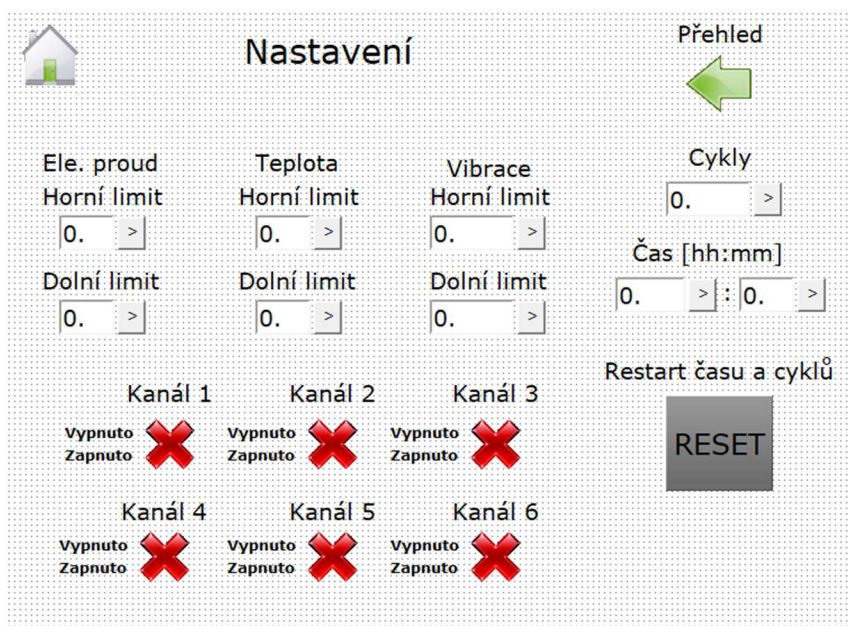 Nastavení
Přehled
Ele. proud
Teplota
Vibrace
Cykly
Horní limit
Horní limit
Horní limit
0. >
0. >
0. >
0. >
Čas [hh:mm]
Dolní limit
Dolní limit
Dolní limit
0. > : 0. >
0. >
0. >
0. >
Restart času a cyklů
RESET
Kanál 1
Kanál 2
Kanál 3
Vypnuto
Zapnuto
Vypnuto
Zapnuto
Vypnuto
Zapnuto
Kanál 4
Kanál 5
Kanál 6
Vypnuto
Zapnuto
Vypnuto
Zapnuto
Vypnuto
Zapnuto